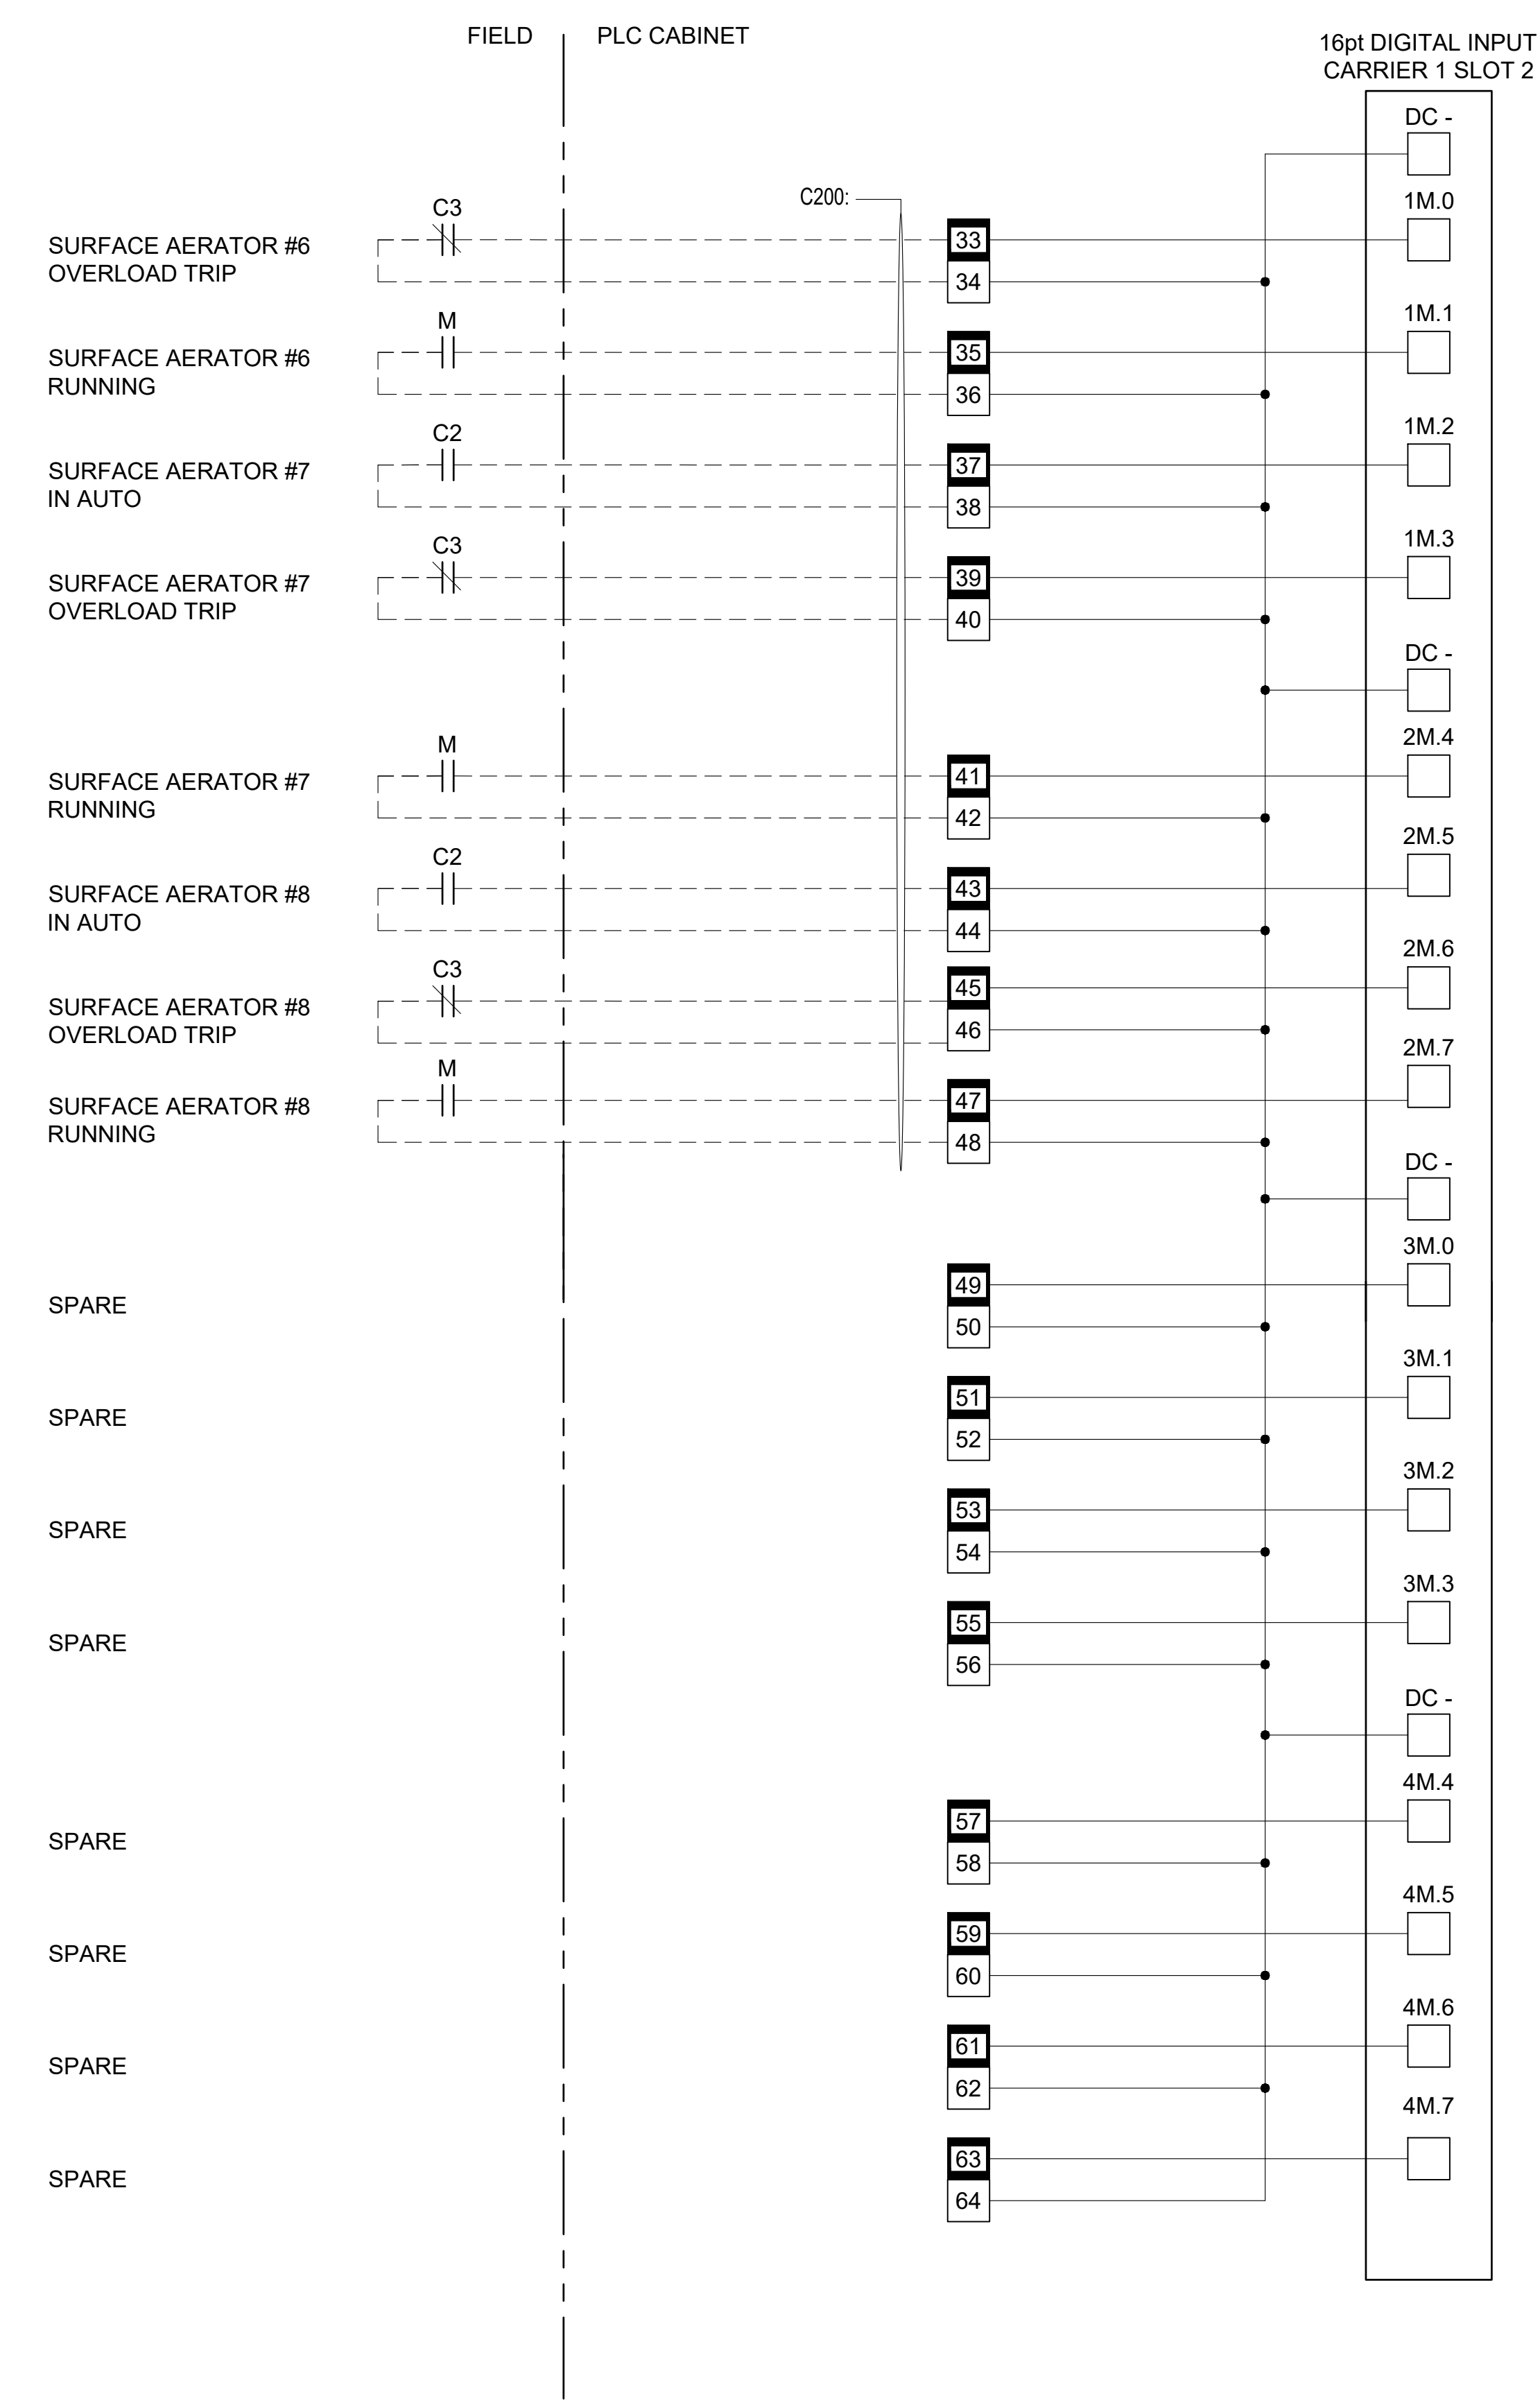 FIELD
PLC CABINET
16pt DIGITAL INPUT
CARRIER 1 SLOT 2
DC -
C200:
1M.0
C3
SURFACE AERATOR #6
OVERLOAD TRIP
33
34
1M.1
M
SURFACE AERATOR #6
RUNNING
35
36
1M.2
C2
SURFACE AERATOR #7
IN AUTO
37
38
1M.3
C3
SURFACE AERATOR #7
OVERLOAD TRIP
39
40
DC -
2M.4
M
SURFACE AERATOR #7
RUNNING
41
42
2M.5
C2
SURFACE AERATOR #8
IN AUTO
43
44
2M.6
C3
SURFACE AERATOR #8
OVERLOAD TRIP
45
46
2M.7
M
SURFACE AERATOR #8
RUNNING
47
48
DC -
3M.0
SPARE
49
50
3M.1
SPARE
51
52
3M.2
SPARE
53
54
3M.3
SPARE
55
56
DC -
4M.4
SPARE
57
58
4M.5
SPARE
59
60
4M.6
SPARE
61
62
4M.7
SPARE
63
64